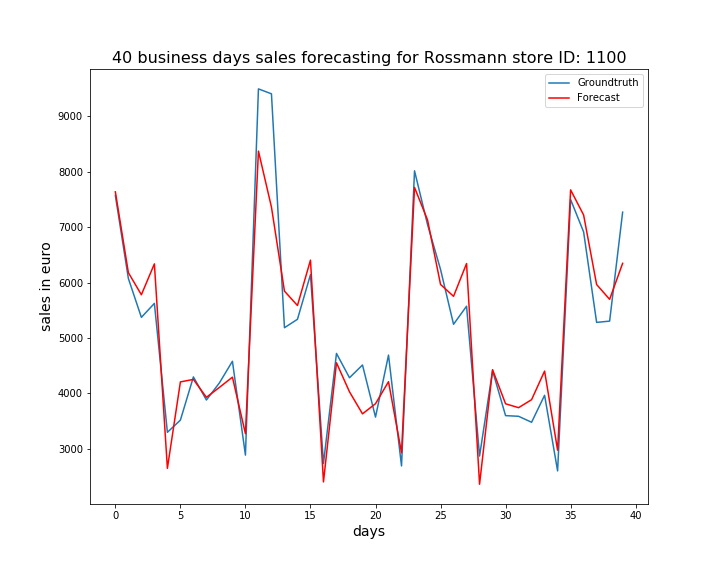 40 business days sales forecasting for Rossmann store ID: 1100
Groundtruth
Forecast
9000
8000
7000
6000
5000
4000
3000
sales in euro
0 5 10 15 20 25 30 35 40
days